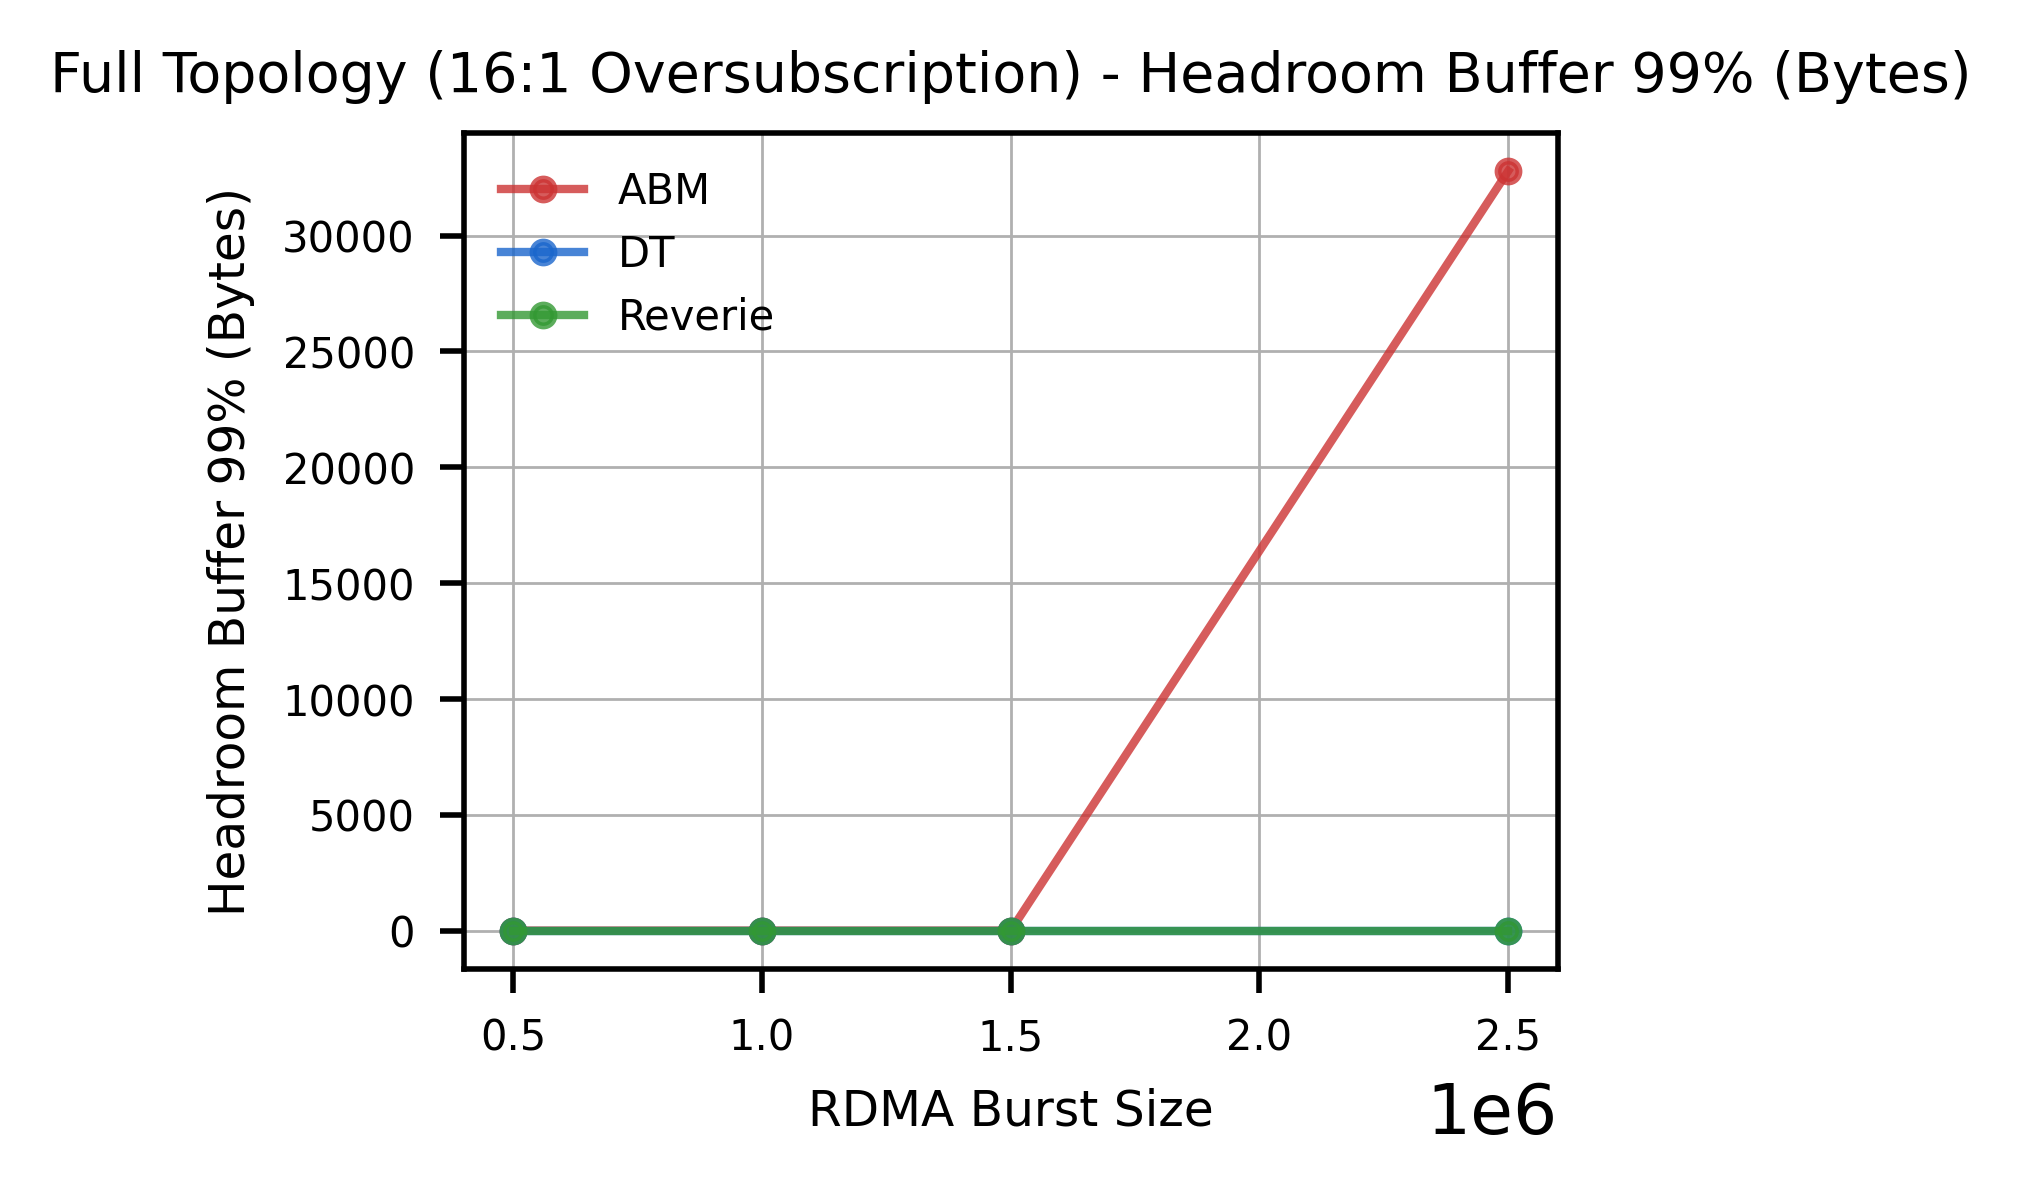 Full Topology (16:1 Oversubscription) - Headroom Buffer 99% (Bytes)
Headroom Buffer 99% (Bytes)
30000
25000
20000
15000
10000
5000
0
ABM
DT
Reverie
0.5 1.0 1.5 2.0 2.5
RDMA Burst Size
1e6